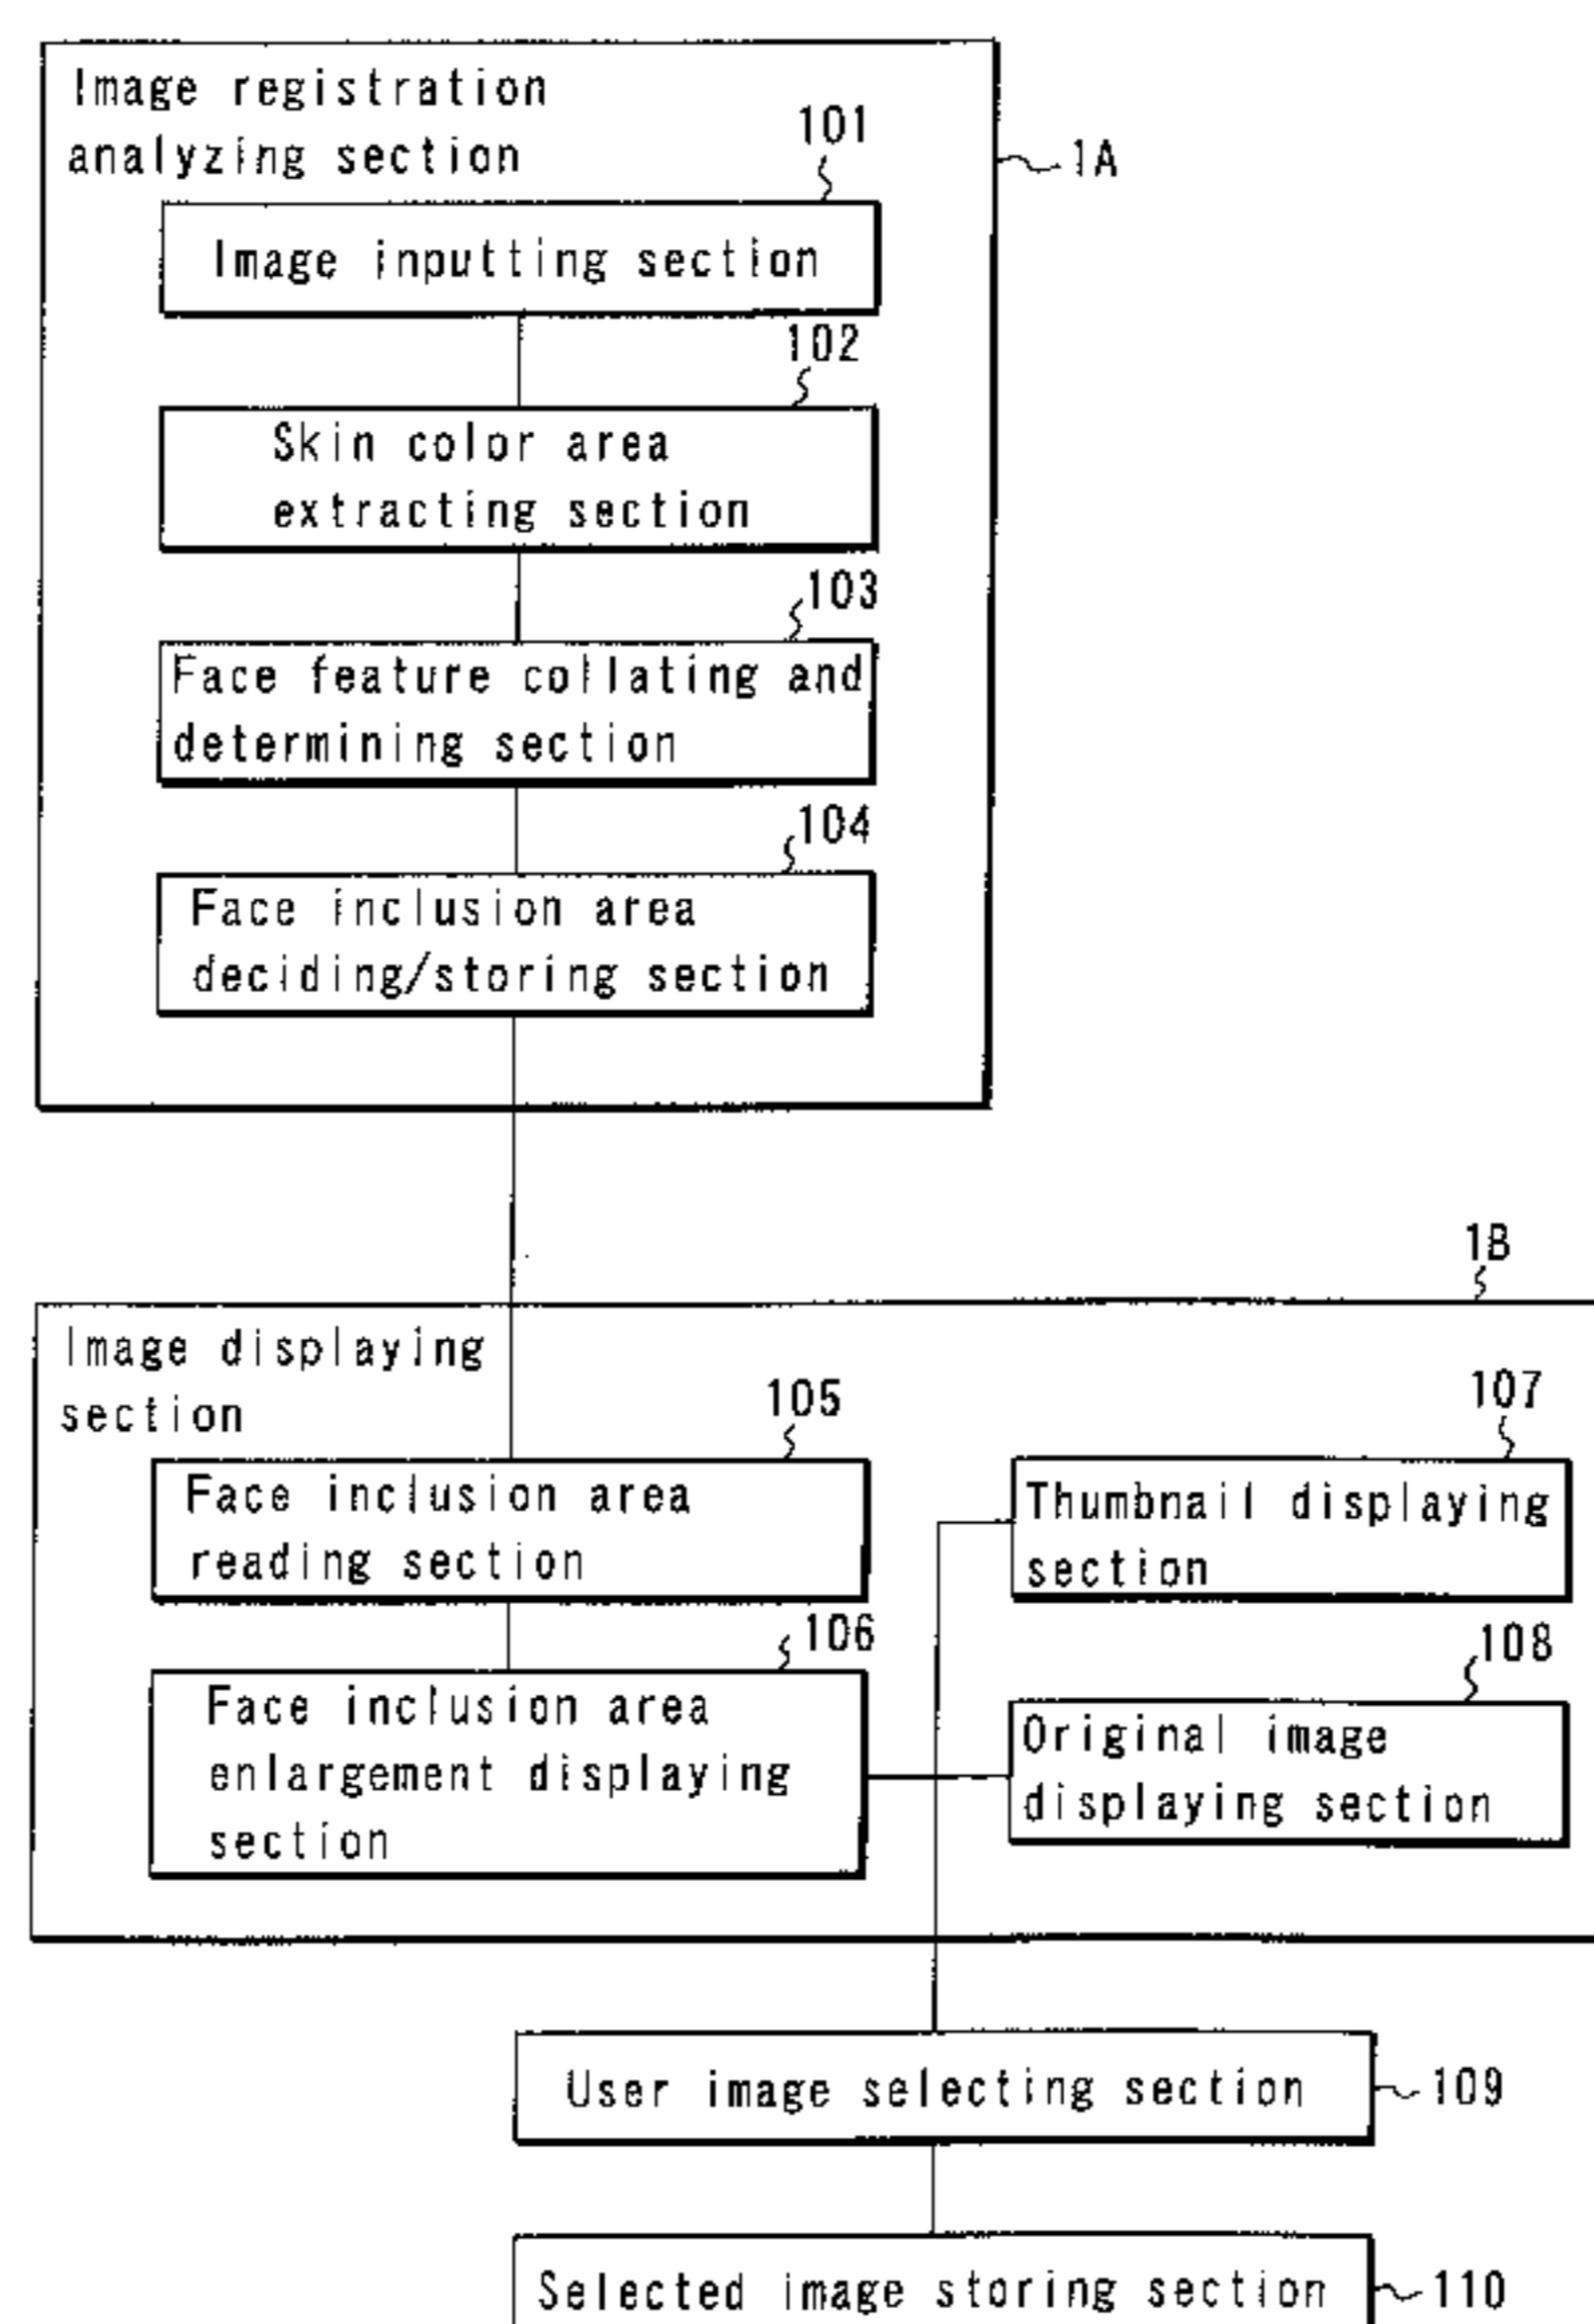 Image registration
analyzing section
101
1A
Image inputting section
102
Skin color area
extracting section
103
Face feature collating and
determining section
104
Face inclusion area
deciding/storing section
1B
Image displaying
section
105
107
Face inclusion area
reading section
Thumbnail displaying
section
106
108
Face inclusion area
enlargement displaying
section
Original image
displaying section
User image selecting section
109
Selected image storing section
110